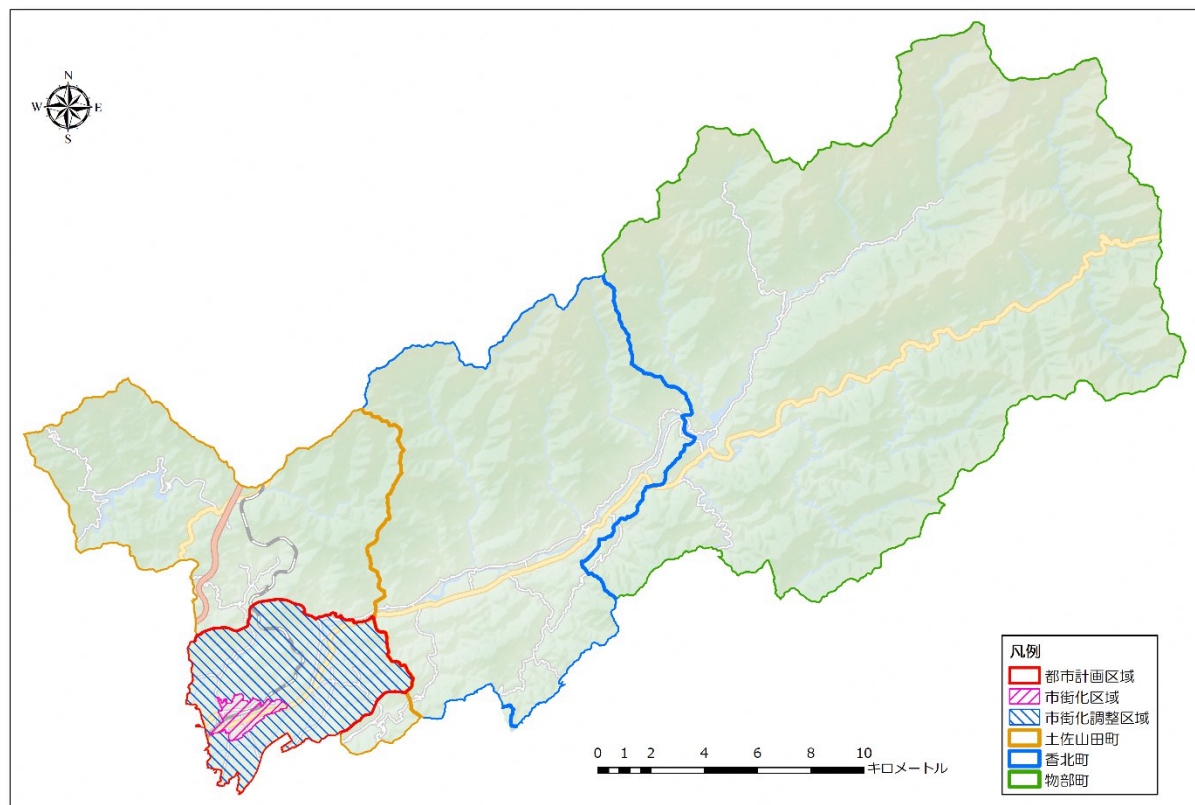 N
W E
S
凡例
都市計画区域
市街化区域
市街化調整区域
土佐山田町
香北町
物部町
0 1 2 4 6 8 10
キロメートル